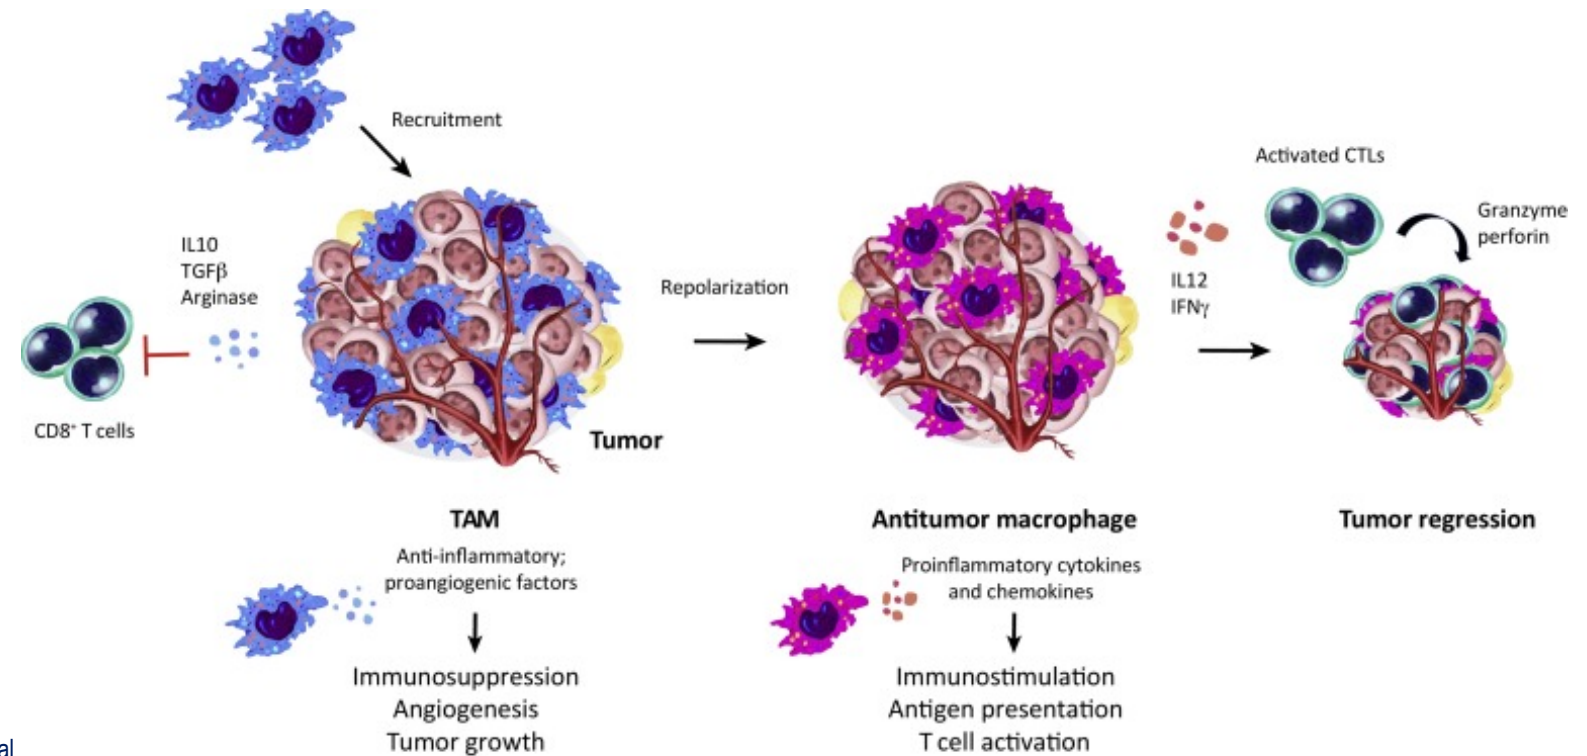 Recruitment
IL10
TGFβ
Arginase
CD8⁺ T cells
Tumor
Repolarization
Activated CTLs
Granzyme
perforin
IL12
IFNγ
TAM
Anti-inflammatory;
proangiogenic factors
Immunosuppression
Angiogenesis
Tumor growth
Antitumor macrophage
Proinflammatory cytokines
and chemokines
Immunostimulation
Antigen presentation
T cell activation
Tumor regression
al